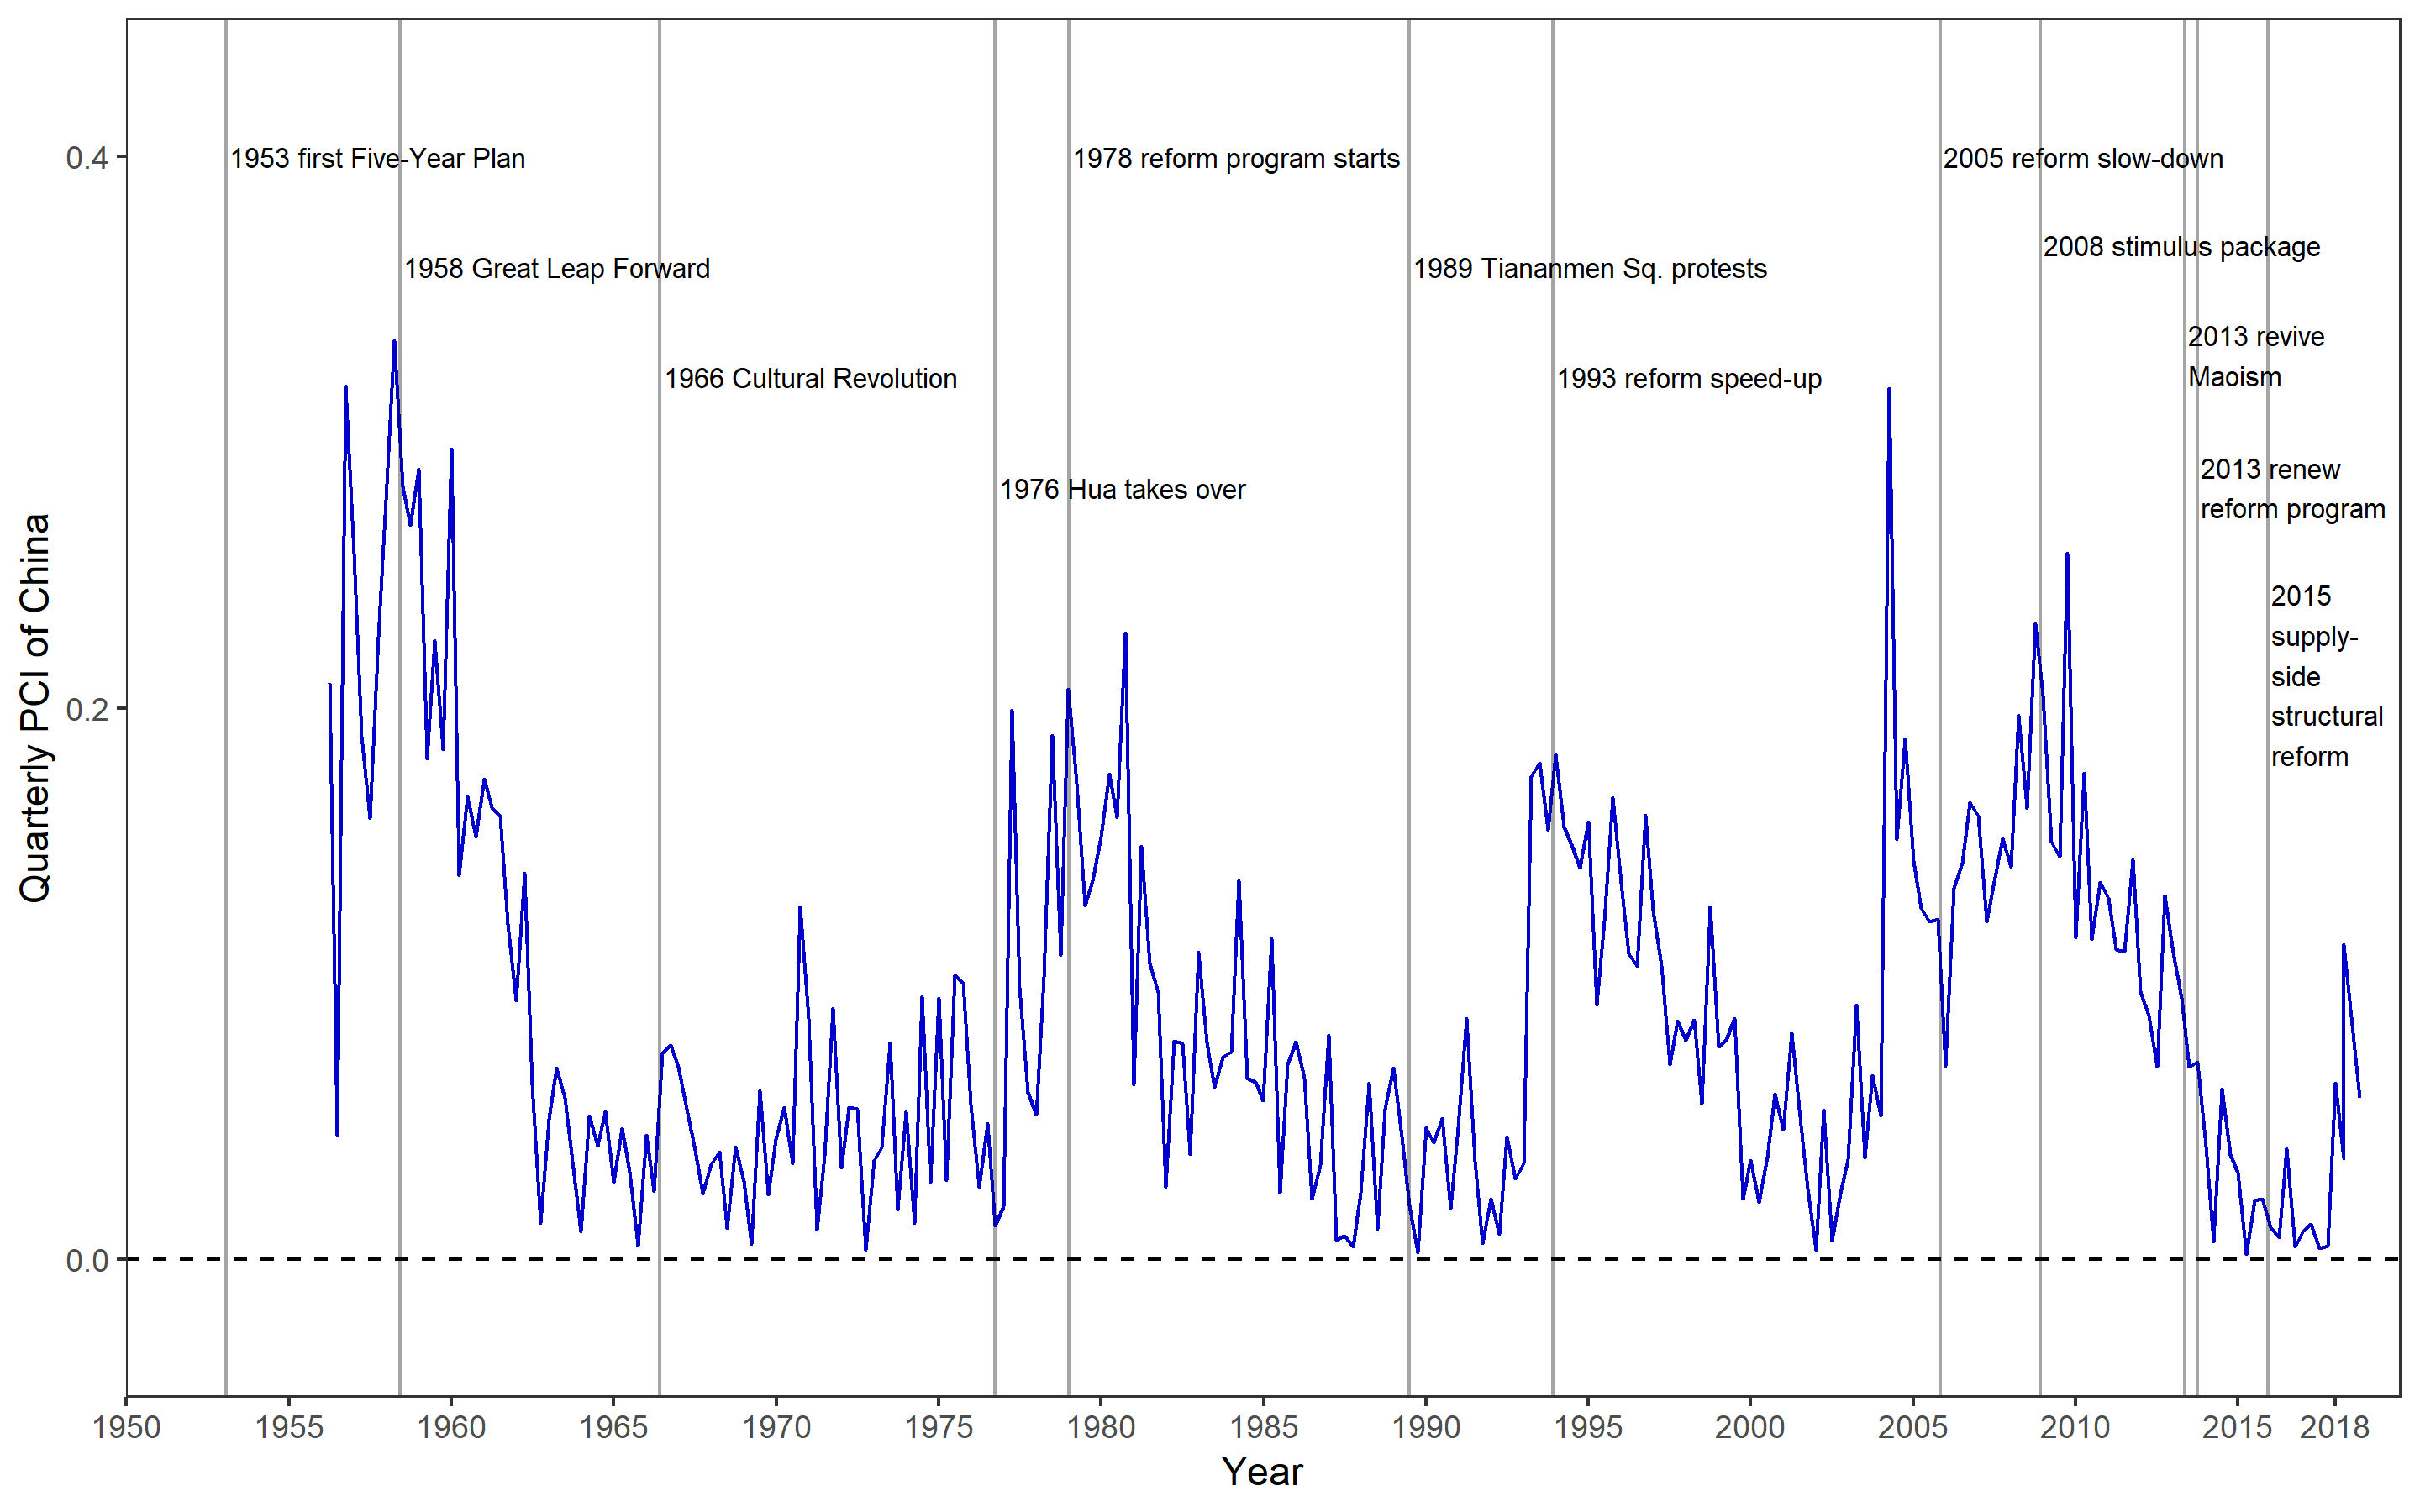 0.4
0.2
0.0
Quarterly PCI of China
1953 first Five-Year Plan
1958 Great Leap Forward
1966 Cultural Revolution
1976 Hua takes over
1978 reform program starts
1989 Tiananmen Sq. protests
1993 reform speed-up
2005 reform slow-down
2008 stimulus package
2013 revive
Maoism
2013 renew
reform program
2015
supply-
side
structural
reform
1950 1955 1960 1965 1970 1975 1980 1985 1990 1995 2000 2005 2010 2015 2018
Year